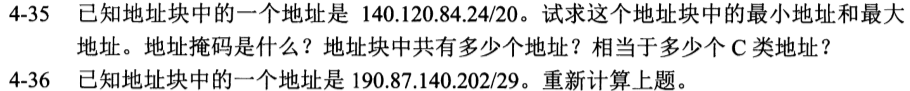 4-35 已知地址块中的一个地址是 140.120.84.24/20。试求这个地址块中的最小地址和最大
地址。地址掩码是什么？地址块中共有多少个地址？相当于多少个 C 类地址？
4-36 已知地址块中的一个地址是 190.87.140.202/29。重新计算上题。